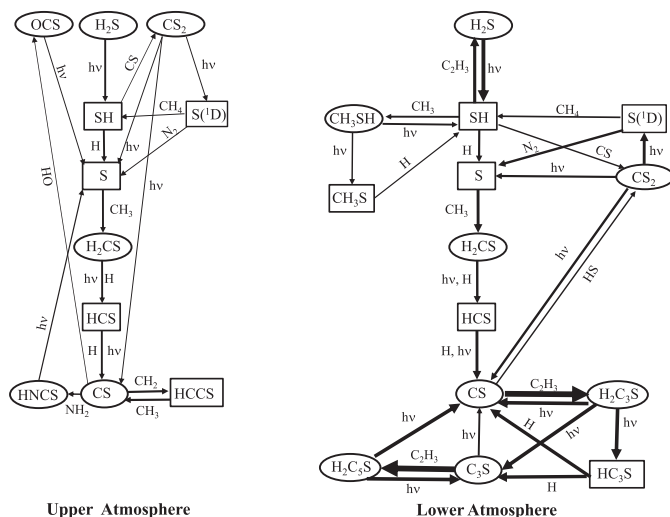 OCS
H₂S
CS₂
H₂S
hν
hν
CS
hν
C₂H₃
hν
SH
CH₄
S(¹D)
CH₃SH
CH₃
SH
CH₄
S(¹D)
H
hν
N₂
hν
hν
H
H
N₂
CS
hν
S
hν
CH₃S
S
hν
CS₂
HO
CH₃
CH₃
H₂CS
H₂CS
hν
hν H
hν, H
hν
HS
HCS
HCS
H hν
H, hν
HNCS
NH₂
CS
CH₂
CH₃
HCCS
CS
C₂H₃
hν
H₂C₃S
hν
hν
H
hν
hν
H₂C₅S
C₂H₃
hν
C₃S
H
HC₃S
Upper Atmosphere
Lower Atmosphere